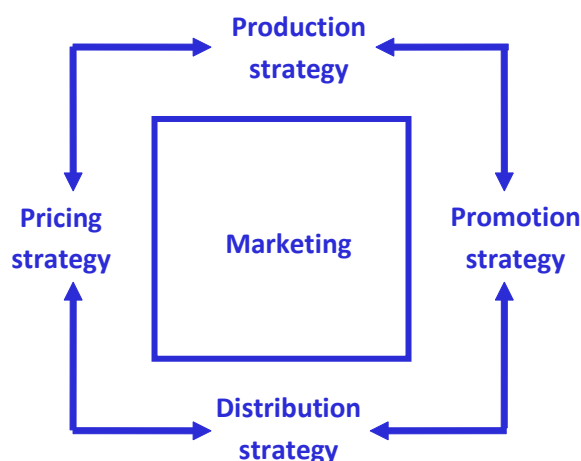 Production
strategy
Pricing
strategy
Marketing
Promotion
strategy
Distribution
strategy